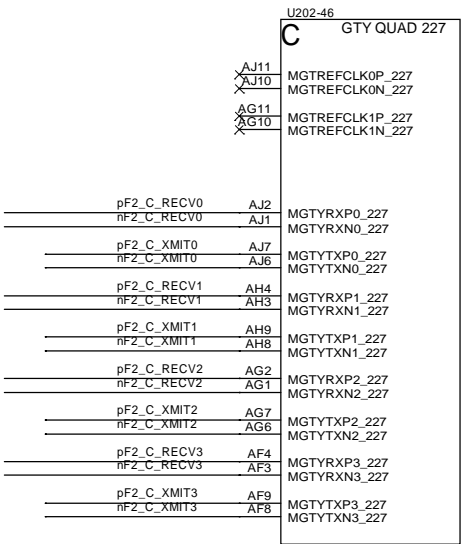 U202-46
C GTY QUAD 227
AJ11 MGTREFCLK0P_227
AJ10 MGTREFCLK0N_227
AG11 MGTREFCLK1P_227
AG10 MGTREFCLK1N_227
pF2_C_RECV0 AJ2 MGTYRXP0_227
nF2_C_RECV0 AJ1 MGTYRXN0_227
pF2_C_XMIT0 AJ7 MGTYTXP0_227
nF2_C_XMIT0 AJ6 MGTYTXN0_227
pF2_C_RECV1 AH4 MGTYRXP1_227
nF2_C_RECV1 AH3 MGTYRXN1_227
pF2_C_XMIT1 AH9 MGTYTXP1_227
nF2_C_XMIT1 AH8 MGTYTXN1_227
pF2_C_RECV2 AG2 MGTYRXP2_227
nF2_C_RECV2 AG1 MGTYRXN2_227
pF2_C_XMIT2 AG7 MGTYTXP2_227
nF2_C_XMIT2 AG6 MGTYTXN2_227
pF2_C_RECV3 AF4 MGTYRXP3_227
nF2_C_RECV3 AF3 MGTYRXN3_227
pF2_C_XMIT3 AF9 MGTYTXP3_227
nF2_C_XMIT3 AF8 MGTYTXN3_227